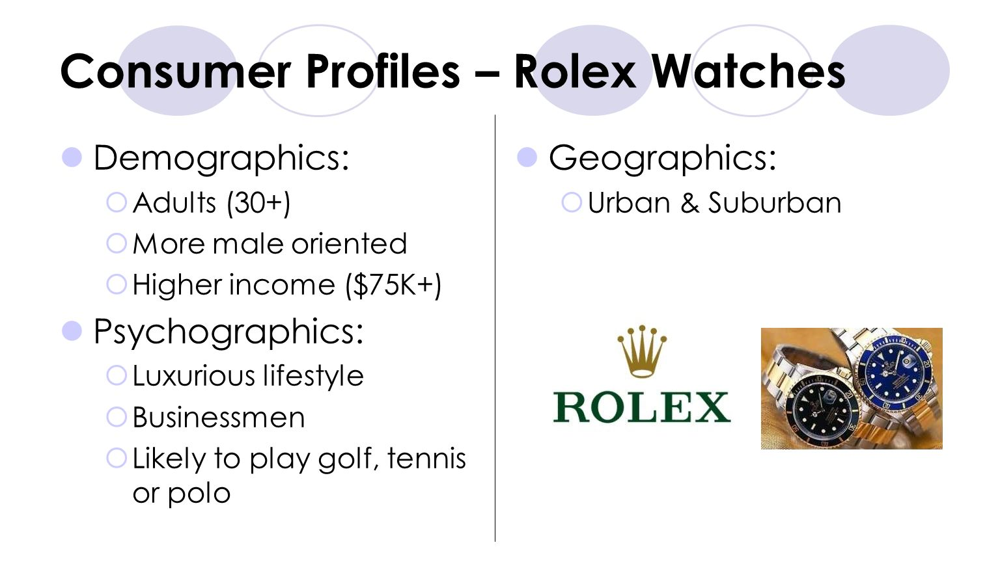 Consumer Profiles – Rolex Watches
Demographics:
Adults (30+)
More male oriented
Higher income ($75K+)
Psychographics:
Luxurious lifestyle
Businessmen
Likely to play golf, tennis
or polo
Geographics:
Urban & Suburban
ROLEX